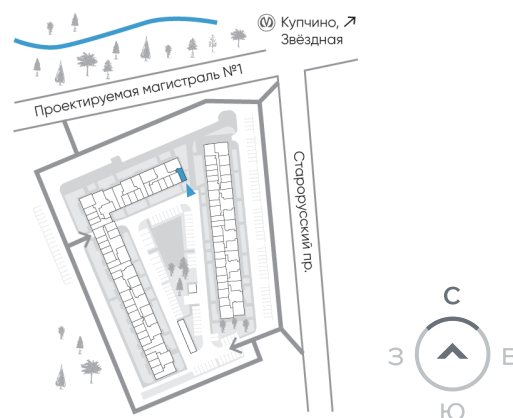 Купчино,
Звёздная
Проектируемая магистраль №1
Старорусский пр.
С
З
В
Ю